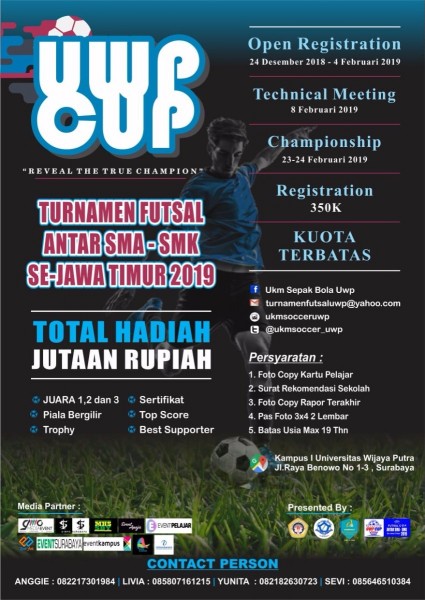 UWP
CUP
"REVEAL THE TRUE CHAMPION"
TURNAMEN FUTSAL
ANTAR SMA - SMK
SE-JAWA TIMUR 2019
TOTAL HADIAH
JUTAAN RUPIAH
JUARA 1,2 dan 3
Piala Bergilir
Trophy
Sertifikat
Top Score
Best Supporter
Open Registration
24 Desember 2018 - 4 Februari 2019
Technical Meeting
8 Februari 2019
Championship
23-24 Februari 2019
Registration
350K
KUOTA
TERBATAS
Ukm Sepak Bola Uwp
turnamenfutsaluwp@yahoo.com
ukmsocceruwp
@ukmsoccer_uwp
Persyaratan :
1. Foto Copy Kartu Pelajar
2. Surat Rekomendasi Sekolah
3. Foto Copy Rapor Terakhir
4. Pas Foto 3x4 2 Lembar
5. Batas Usia Max 19 Thn
Kampus I Universitas Wijaya Putra
Jl.Raya Benowo No 1-3 , Surabaya
Media Partner :
EVENTPELAJAR
EVENTSURABAYA
eventkampus
Presented By :
CONTACT PERSON
ANGGIE : 082217301984 | LIVIA : 085807161215 | YUNITA : 082182630723 | SEVI : 085646510384